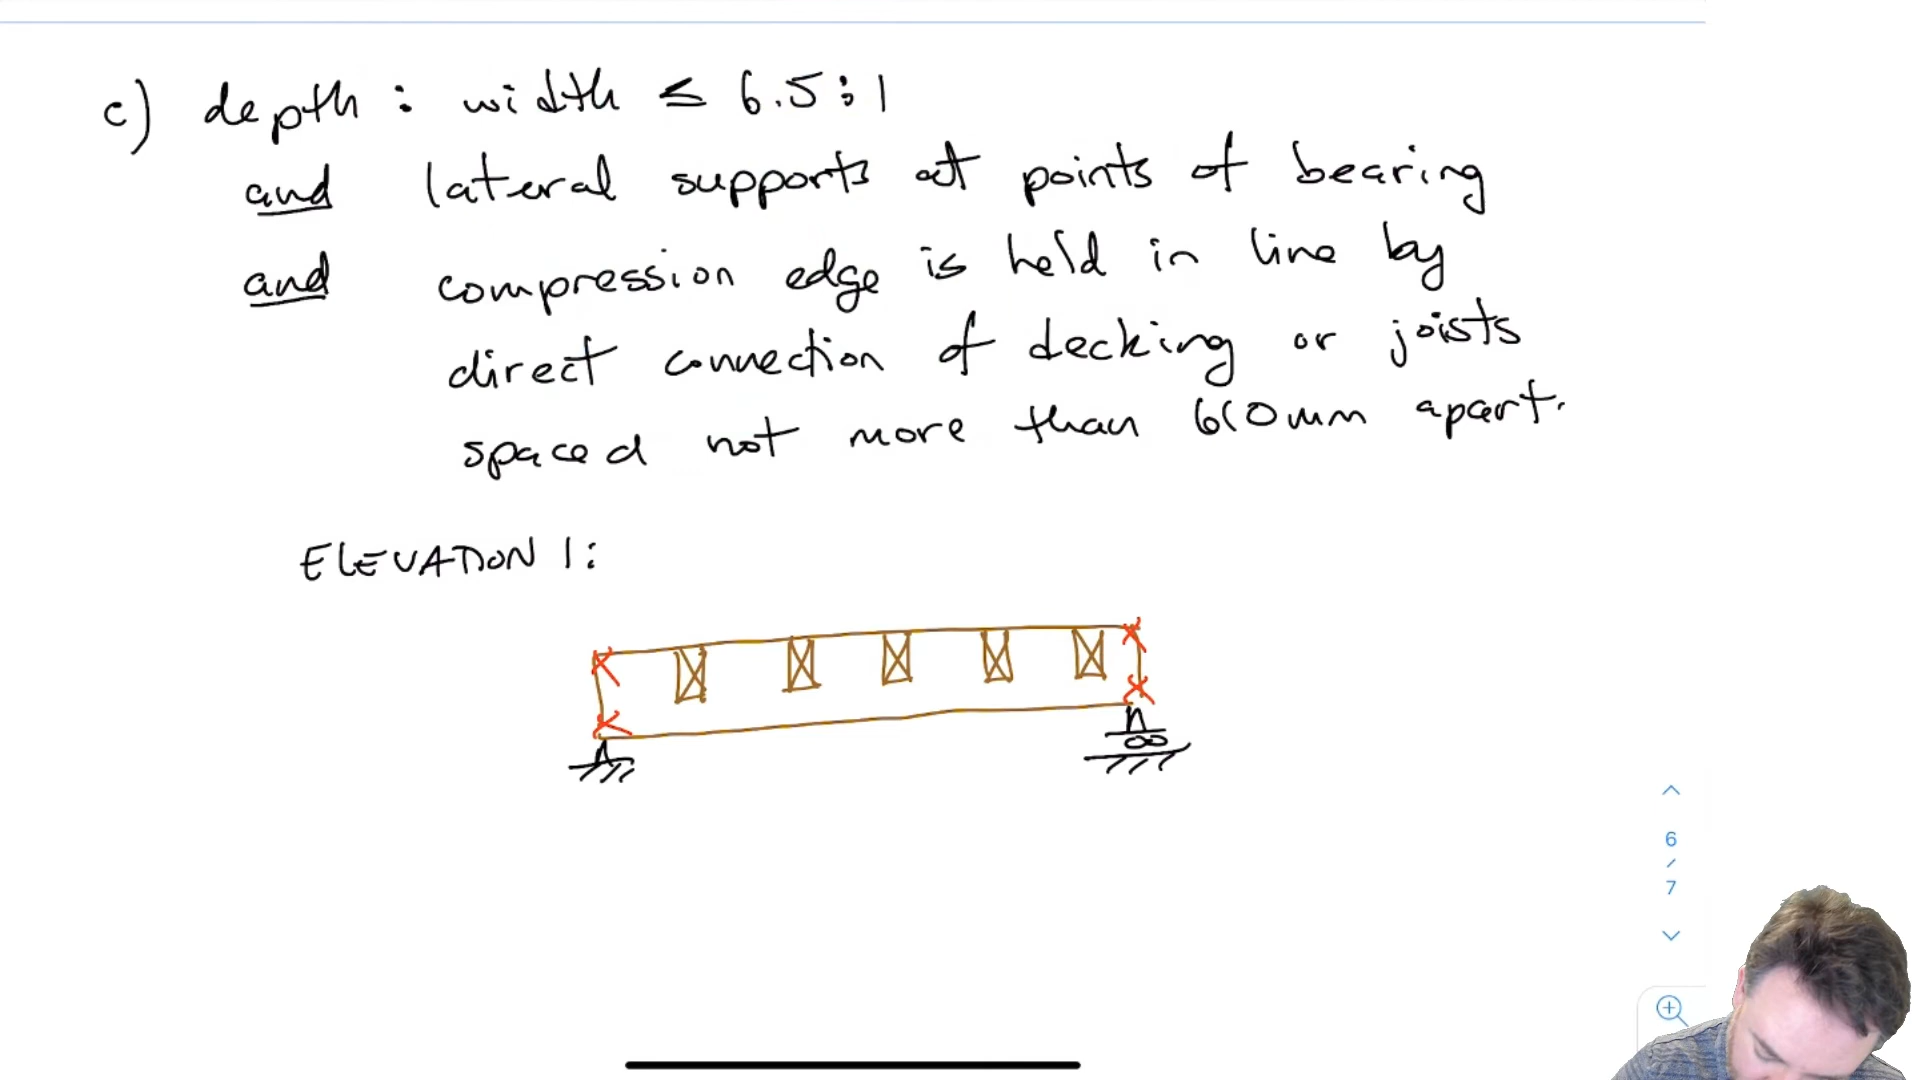 c) depth : width ≤ 6.5:1
and lateral supports at points of bearing
and compression edge is held in line by
direct connection of decking or joists
spaced not more than 610mm apart.
ELEVATION 1:
6
/
7